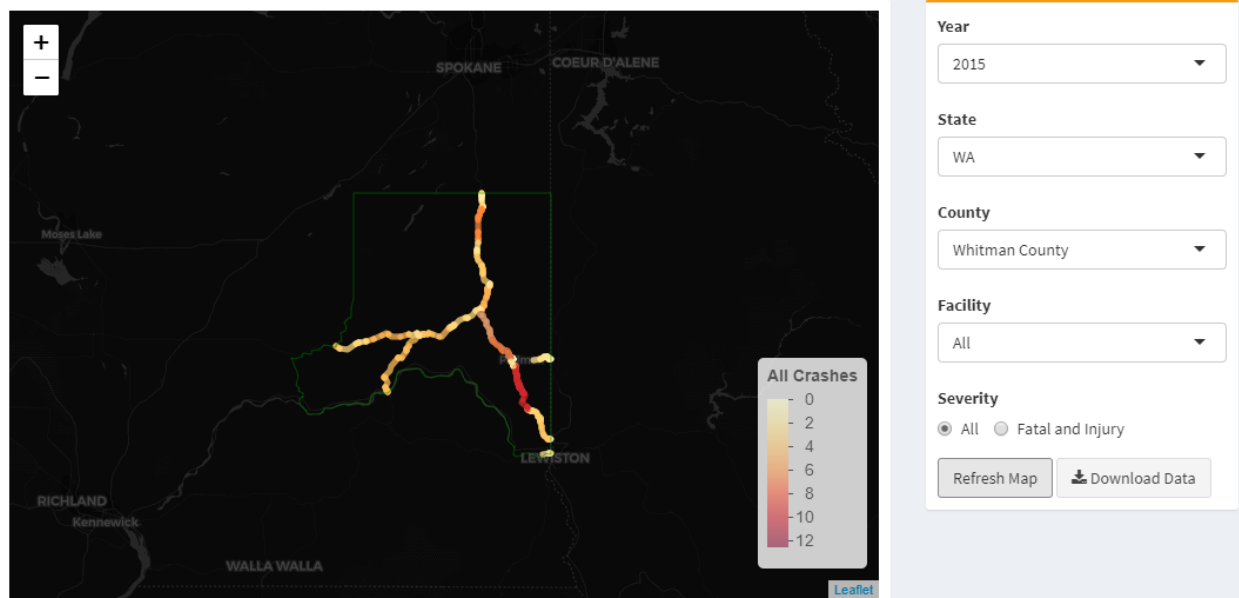 +
−
SPOKANE
COEUR D'ALENE
Moses Lake
LEWISTON
RICHLAND
Kennewick
WALLA WALLA
All Crashes
0
2
4
6
8
10
12
Leaflet
Year
2015
State
WA
County
Whitman County
Facility
All
Severity
All Fatal and Injury
Refresh Map Download Data